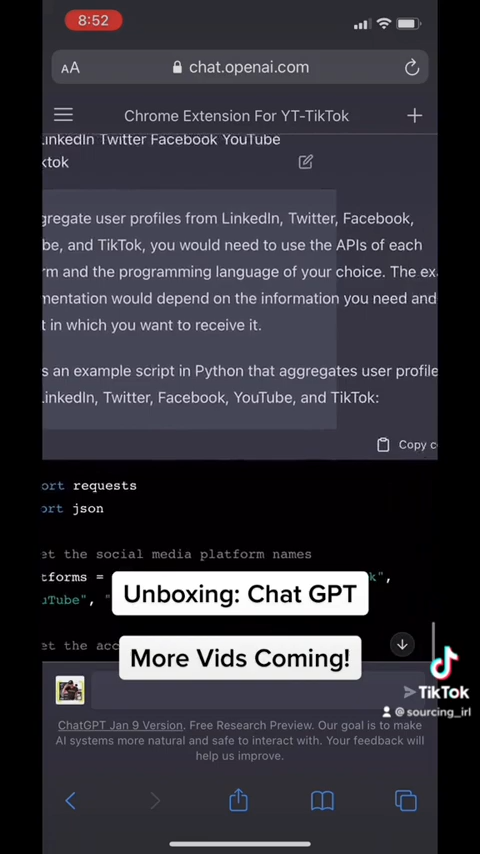 8:52
AA
chat.openai.com
Chrome Extension For YT-TikTok
inkedIn Twitter Facebook YouTube
ktok
gregate user profiles from LinkedIn, Twitter, Facebook,
be, and TikTok, you would need to use the APIs of each
rm and the programming language of your choice. The ex
mentation would depend on the information you need and
t in which you want to receive it.
s an example script in Python that aggregates user profile
inkedIn, Twitter, Facebook, YouTube, and TikTok:
Copy c
ort requests
ort json
et the social media platform names
tforms = k",
uTube", "
et the acc
Unboxing: Chat GPT
More Vids Coming!
TikTok
@sourcing_irl
ChatGPT Jan 9 Version. Free Research Preview. Our goal is to make
AI systems more natural and safe to interact with. Your feedback will
help us improve.